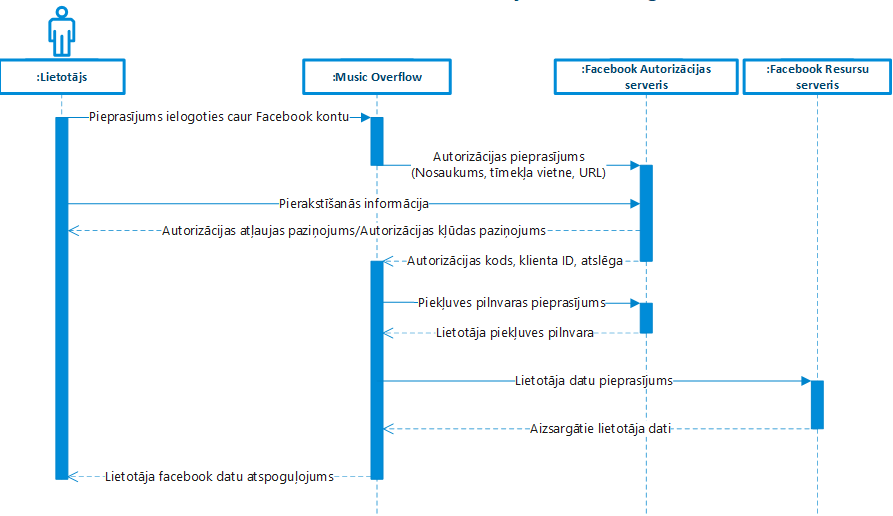 :Lietotājs
:Music Overflow
:Facebook Autorizācijas
serveris
:Facebook Resursu
serveris
Pieprasījums ielogoties caur Facebook kontu
Autorizācijas pieprasījums
(Nosaukums, tīmekļa vietne, URL)
Pierakstīšanās informācija
Autorizācijas atļaujas paziņojums/Autorizācijas kļūdas paziņojums
Autorizācijas kods, klienta ID, atslēga
Piekļuves pilnvaras pieprasījums
Lietotāja piekļuves pilnvara
Lietotāja datu pieprasījums
Aizsargātie lietotāja dati
Lietotāja facebook datu atspoguļojums